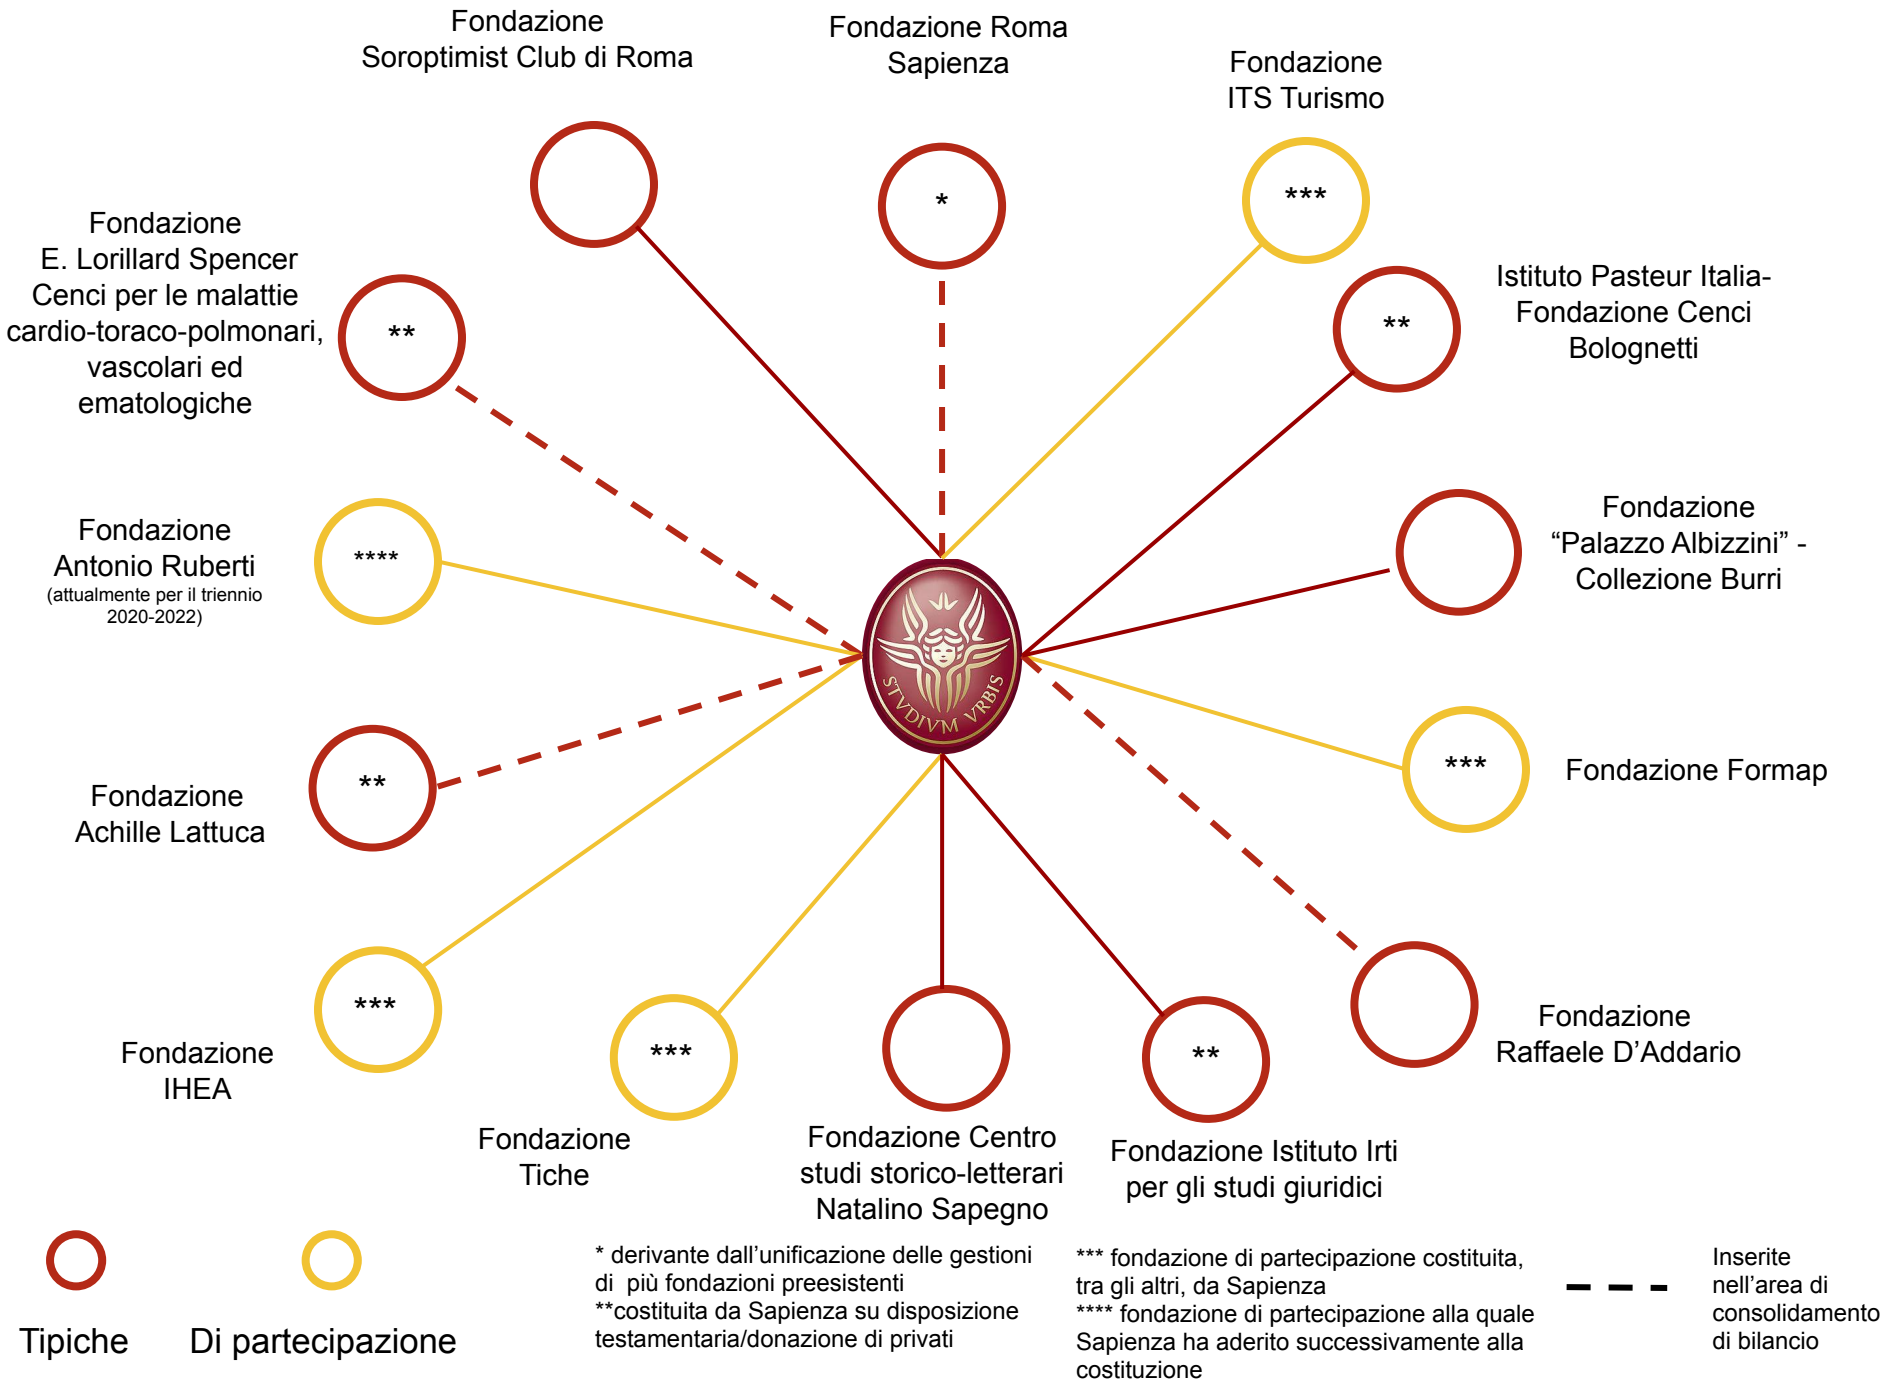 Fondazione
Soroptimist Club di Roma
Fondazione Roma
Sapienza
Fondazione
ITS Turismo
*
***
Fondazione
E. Lorillard Spencer
Cenci per le malattie
cardio-toraco-polmonari,
vascolari ed
ematologiche
**
**
Istituto Pasteur Italia-
Fondazione Cenci
Bolognetti
Fondazione
Antonio Ruberti
(attualmente per il triennio
2020-2022)
****
Fondazione
“Palazzo Albizzini” -
Collezione Burri
STVDIVM VRBIS
Fondazione
Achille Lattuca
**
***
Fondazione Formap
Fondazione
IHEA
***
Fondazione
Tiche
***
Fondazione Centro
studi storico-letterari
Natalino Sapegno
**
Fondazione Istituto Irti
per gli studi giuridici
Fondazione
Raffaele D’Addario
Tipiche
Di partecipazione
* derivante dall’unificazione delle gestioni
di più fondazioni preesistenti
**costituita da Sapienza su disposizione
testamentaria/donazione di privati
*** fondazione di partecipazione costituita,
tra gli altri, da Sapienza
**** fondazione di partecipazione alla quale
Sapienza ha aderito successivamente alla
costituzione
Inserite
nell’area di
consolidamento
di bilancio